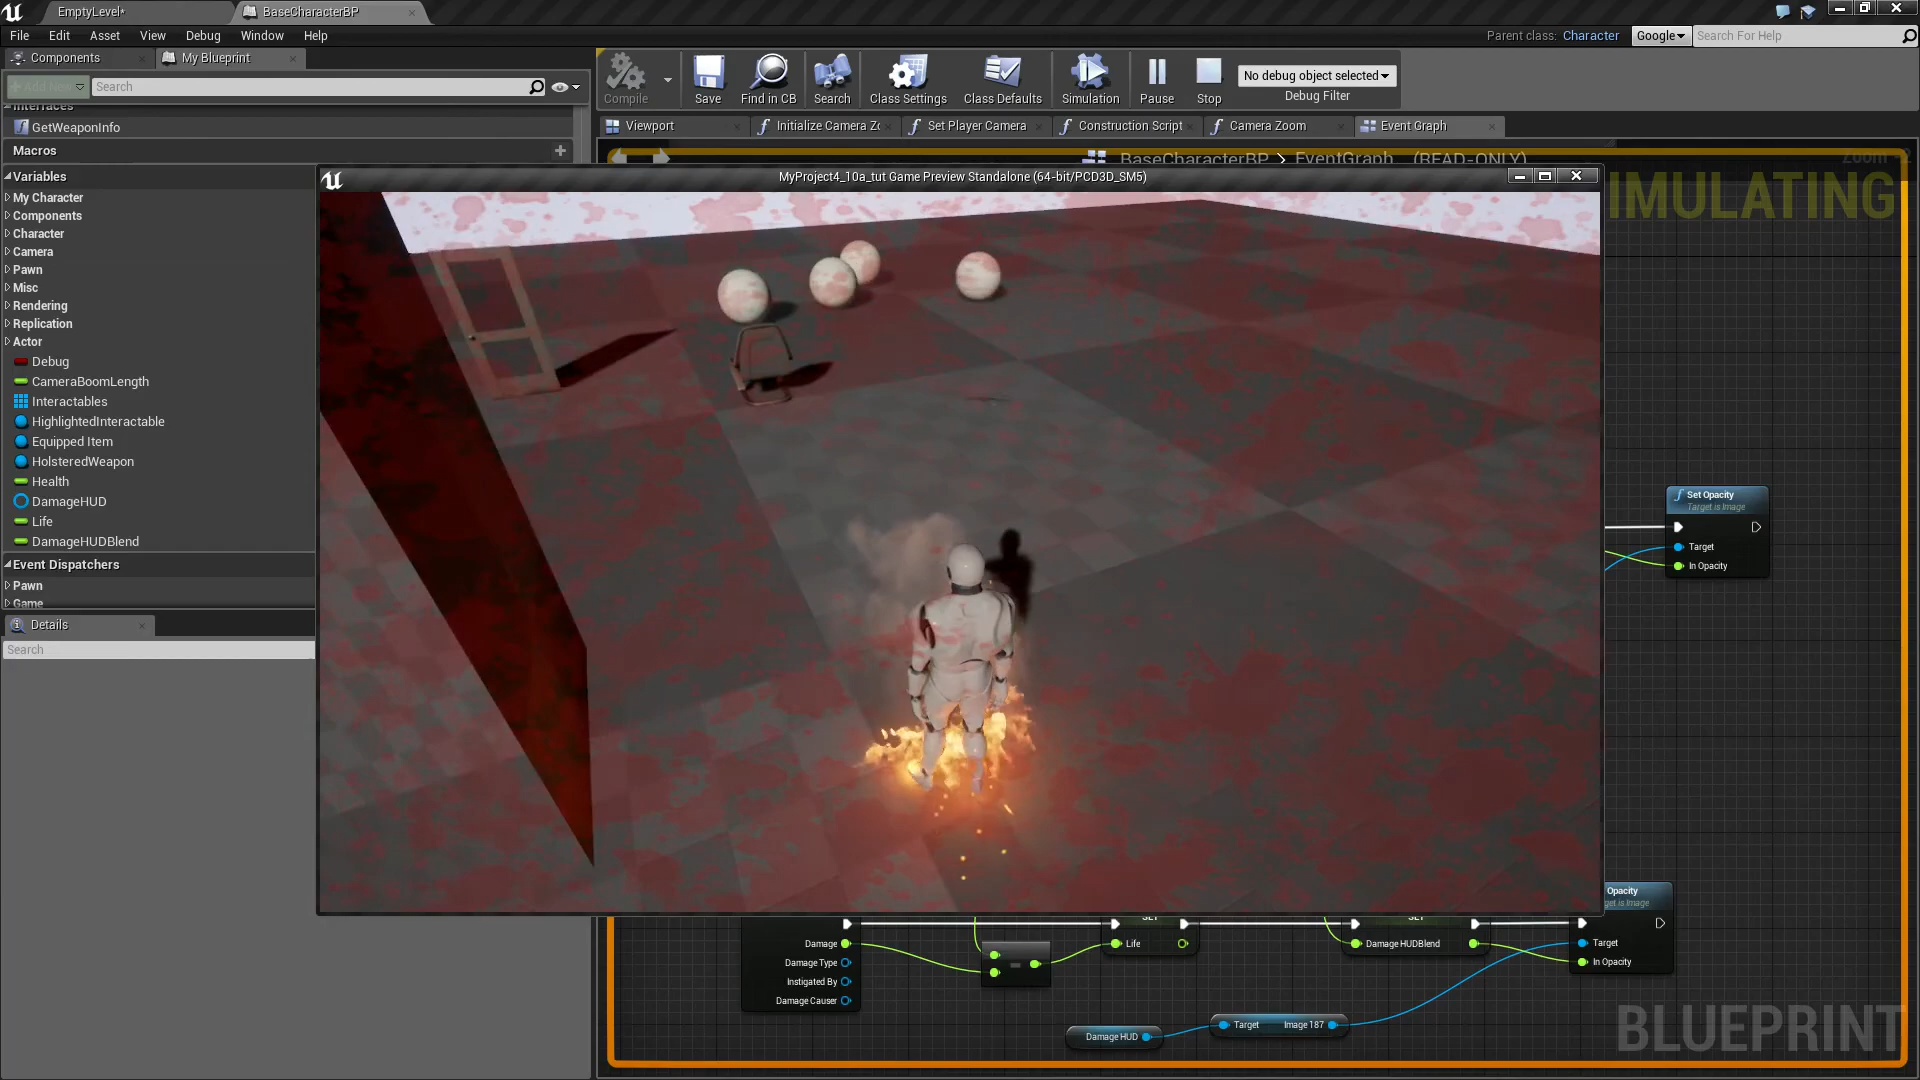 EmptyLevel*
BaseCharacterBP
File Edit Asset View Debug Window Help
Parent class: Character
Google
Search For Help
Components
My Blueprint
Add New
Search
Interfaces
GetWeaponInfo
Macros
Variables
My Character
Components
Character
Camera
Pawn
Misc
Rendering
Replication
Actor
Debug
CameraBoomLength
Interactables
HighlightedInteractable
Equipped Item
HolsteredWeapon
Health
DamageHUD
Life
DamageHUDBlend
Event Dispatchers
Pawn
Game
Details
Search
Compile
Save
Find in CB
Search
Class Settings
Class Defaults
Simulation
Pause
Stop
No debug object selected
Debug Filter
Viewport
Initialize Camera Zo
Set Player Camera
Construction Script
Camera Zoom
Event Graph
BaseCharacterBP > EventGraph (READ-ONLY)
Zoom -2
IMULATING
MyProject4_10a_tut Game Preview Standalone (64-bit/PCD3D_SM5)
Set Opacity
Target is Image
Target
In Opacity
Damage
Damage Type
Instigated By
Damage Causer
SET
Life
SET
Damage HUDBlend
Opacity
get is Image
Target
In Opacity
Damage HUD
Target Image 187
BLUEPRINT